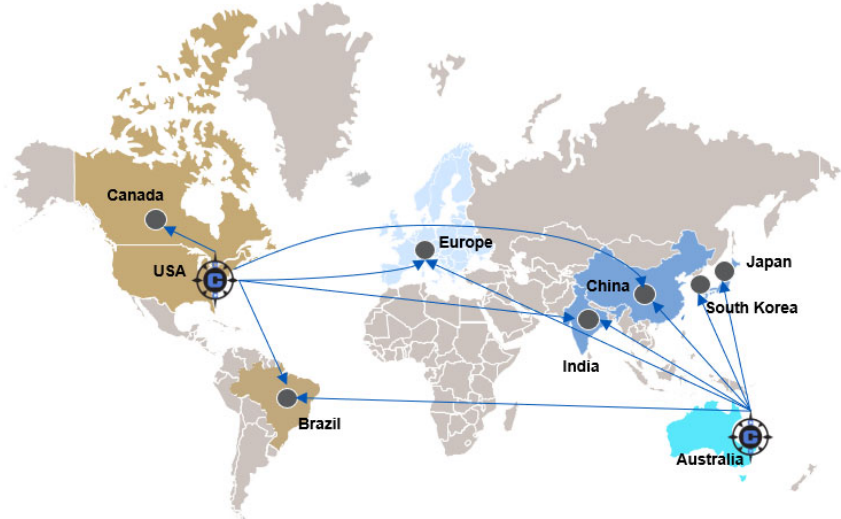 Canada
USA
Europe
Japan
China
South Korea
India
Brazil
Australia
C
C